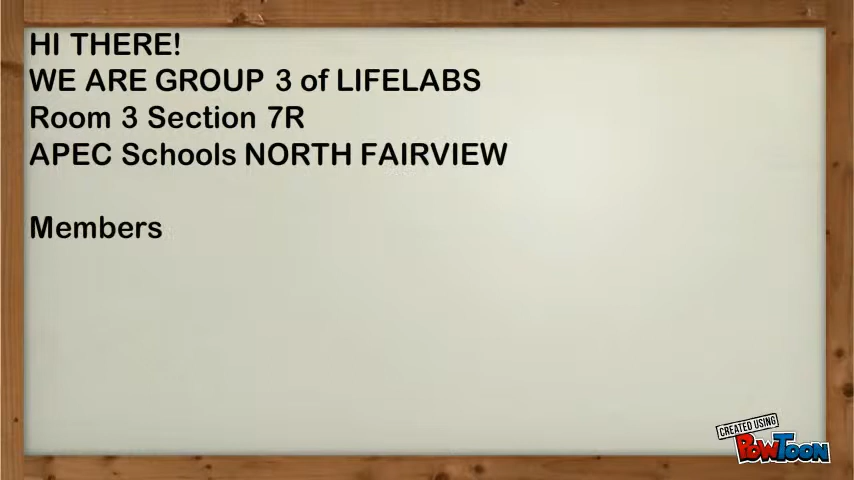 HI THERE!
WE ARE GROUP 3 of LIFELABS
Room 3 Section 7R
APEC Schools NORTH FAIRVIEW
Members
CREATED USING
POWTOON